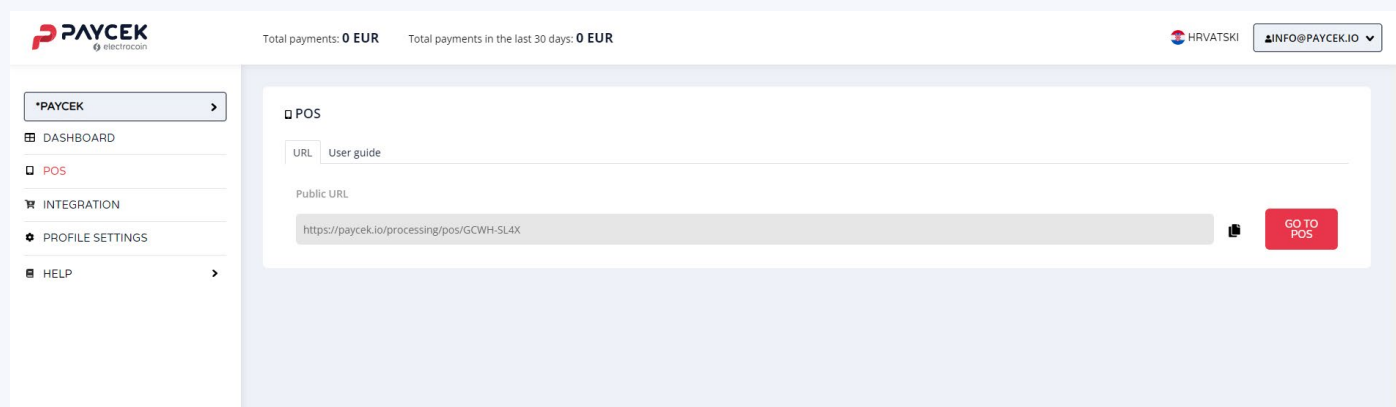 PAYCEK
electrocoin
Total payments: 0 EUR Total payments in the last 30 days: 0 EUR
HRVATSKI
INFO@PAYCEK.IO
*PAYCEK
DASHBOARD
POS
INTEGRATION
PROFILE SETTINGS
HELP
POS
URL User guide
Public URL
https://paycek.io/processing/pos/GCWH-SL4X
GO TO
POS